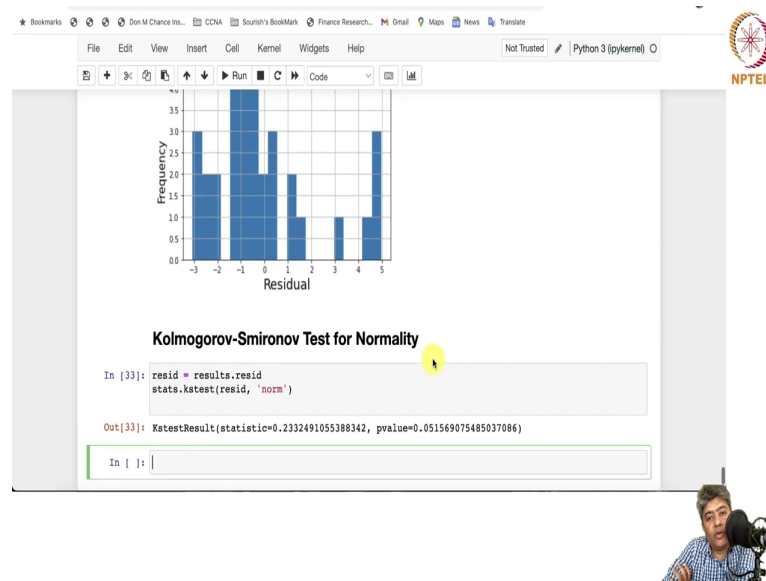 Bookmarks Don M Chance Ins... CCNA Sourish's BookMark Finance Research... Gmail Maps News Translate
File Edit View Insert Cell Kernel Widgets Help Not Trusted Python 3 (ipykernel)
Run Code
NPTEL
4.0
3.5
3.0
2.5
2.0
1.5
1.0
0.5
0.0
Frequency
−3 −2 −1 0 1 2 3 4 5
Residual
Kolmogorov-Smironov Test for Normality
In [33]: resid = results.resid
stats.kstest(resid, 'norm')
Out[33]: KstestResult(statistic=0.2332491055388342, pvalue=0.051569075485037086)
In [ ]: